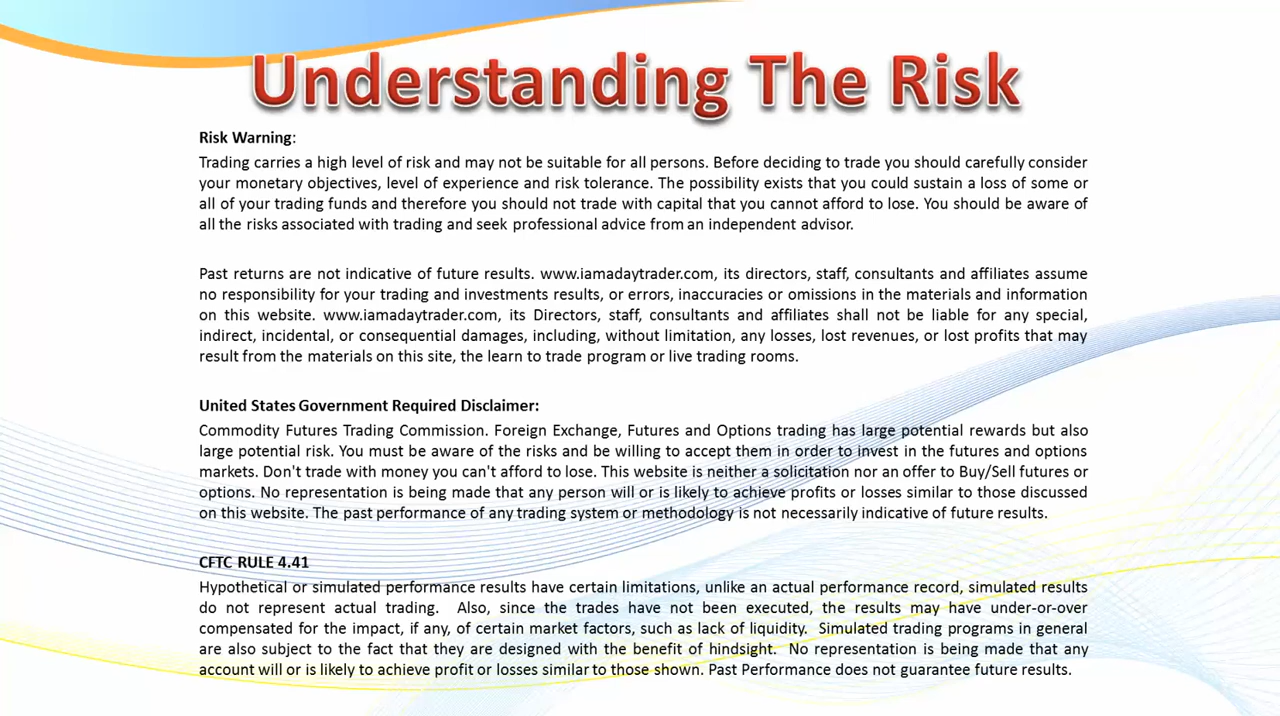 Understanding The Risk
Risk Warning:
Trading carries a high level of risk and may not be suitable for all persons. Before deciding to trade you should carefully consider
your monetary objectives, level of experience and risk tolerance. The possibility exists that you could sustain a loss of some or
all of your trading funds and therefore you should not trade with capital that you cannot afford to lose. You should be aware of
all the risks associated with trading and seek professional advice from an independent advisor.
Past returns are not indicative of future results. www.iamadaytrader.com, its directors, staff, consultants and affiliates assume
no responsibility for your trading and investments results, or errors, inaccuracies or omissions in the materials and information
on this website. www.iamadaytrader.com, its Directors, staff, consultants and affiliates shall not be liable for any special,
indirect, incidental, or consequential damages, including, without limitation, any losses, lost revenues, or lost profits that may
result from the materials on this site, the learn to trade program or live trading rooms.
United States Government Required Disclaimer:
Commodity Futures Trading Commission. Foreign Exchange, Futures and Options trading has large potential rewards but also
large potential risk. You must be aware of the risks and be willing to accept them in order to invest in the futures and options
markets. Don't trade with money you can't afford to lose. This website is neither a solicitation nor an offer to Buy/Sell futures or
options. No representation is being made that any person will or is likely to achieve profits or losses similar to those discussed
on this website. The past performance of any trading system or methodology is not necessarily indicative of future results.
CFTC RULE 4.41
Hypothetical or simulated performance results have certain limitations, unlike an actual performance record, simulated results
do not represent actual trading. Also, since the trades have not been executed, the results may have under-or-over
compensated for the impact, if any, of certain market factors, such as lack of liquidity. Simulated trading programs in general
are also subject to the fact that they are designed with the benefit of hindsight. No representation is being made that any
account will or is likely to achieve profit or losses similar to those shown. Past Performance does not guarantee future results.